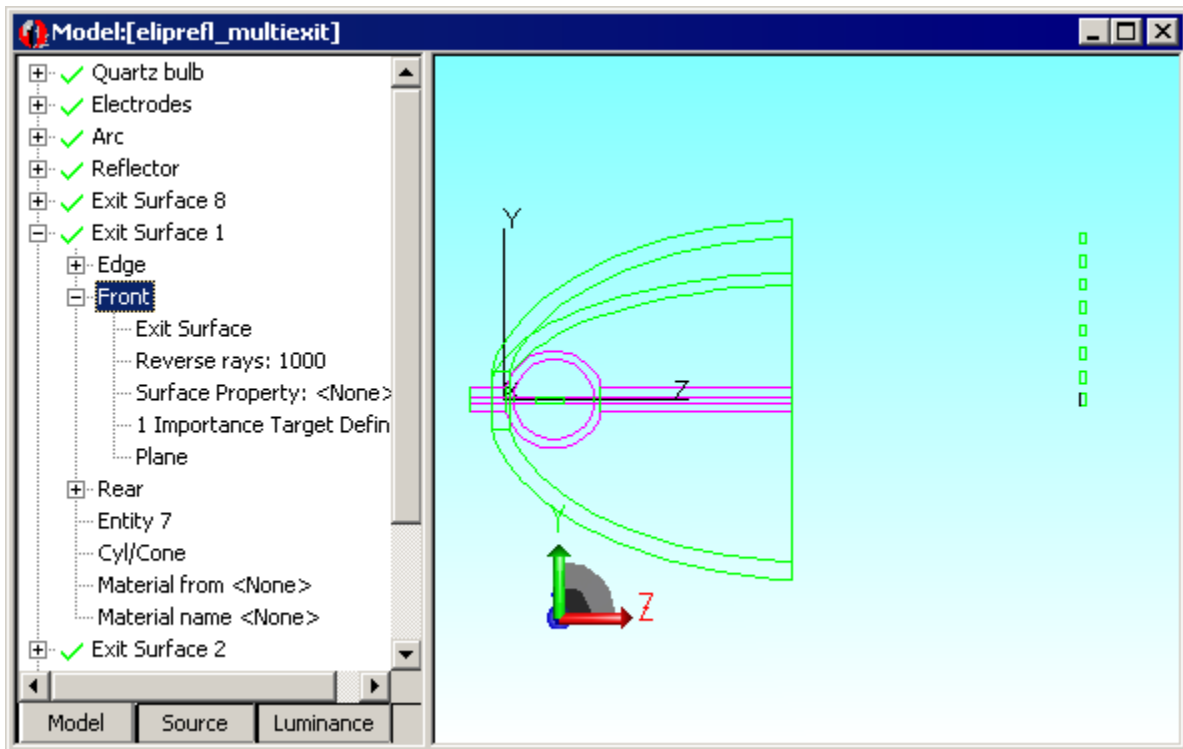 Model:[eliprefl_multiexit]
Quartz bulb
Electrodes
Arc
Reflector
Exit Surface 8
Exit Surface 1
Edge
Front
Exit Surface
Reverse rays: 1000
Surface Property: <None>
1 Importance Target Defin
Plane
Rear
Entity 7
Cyl/Cone
Material from <None>
Material name <None>
Exit Surface 2
Model Source Luminance
Y
X Z
Y
Z